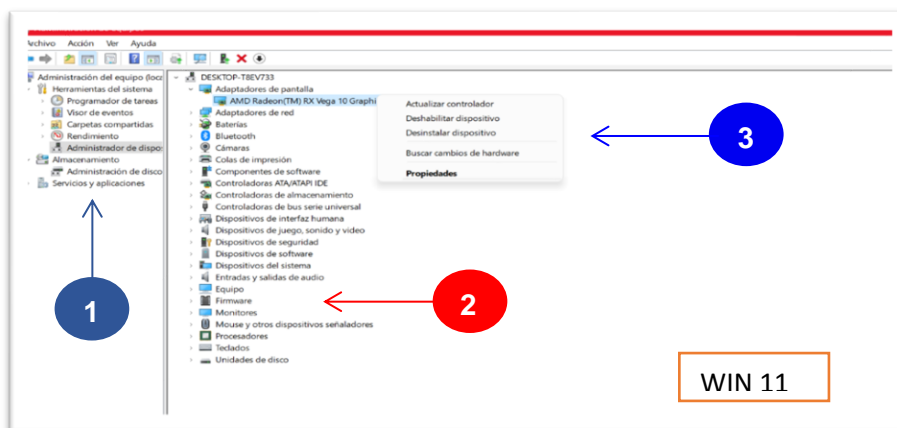 Archivo Acción Ver Ayuda
Administración del equipo (loca
Herramientas del sistema
Programador de tareas
Visor de eventos
Carpetas compartidas
Rendimiento
Administrador de dispos
Almacenamiento
Administración de disco
Servicios y aplicaciones
1
DESKTOP-T8EV733
Adaptadores de pantalla
AMD Radeon(TM) RX Vega 10 Graphi
Adaptadores de red
Baterías
Bluetooth
Cámaras
Colas de impresión
Componentes de software
Controladoras ATA/ATAPI IDE
Controladoras de almacenamiento
Controladoras de bus serie universal
Dispositivos de interfaz humana
Dispositivos de juego, sonido y video
Dispositivos de seguridad
Dispositivos de software
Dispositivos del sistema
Entradas y salidas de audio
Equipo
Firmware
Monitores
Mouse y otros dispositivos señaladores
Procesadores
Teclados
Unidades de disco
2
Actualizar controlador
Deshabilitar dispositivo
Desinstalar dispositivo
Buscar cambios de hardware
Propiedades
3
WIN 11